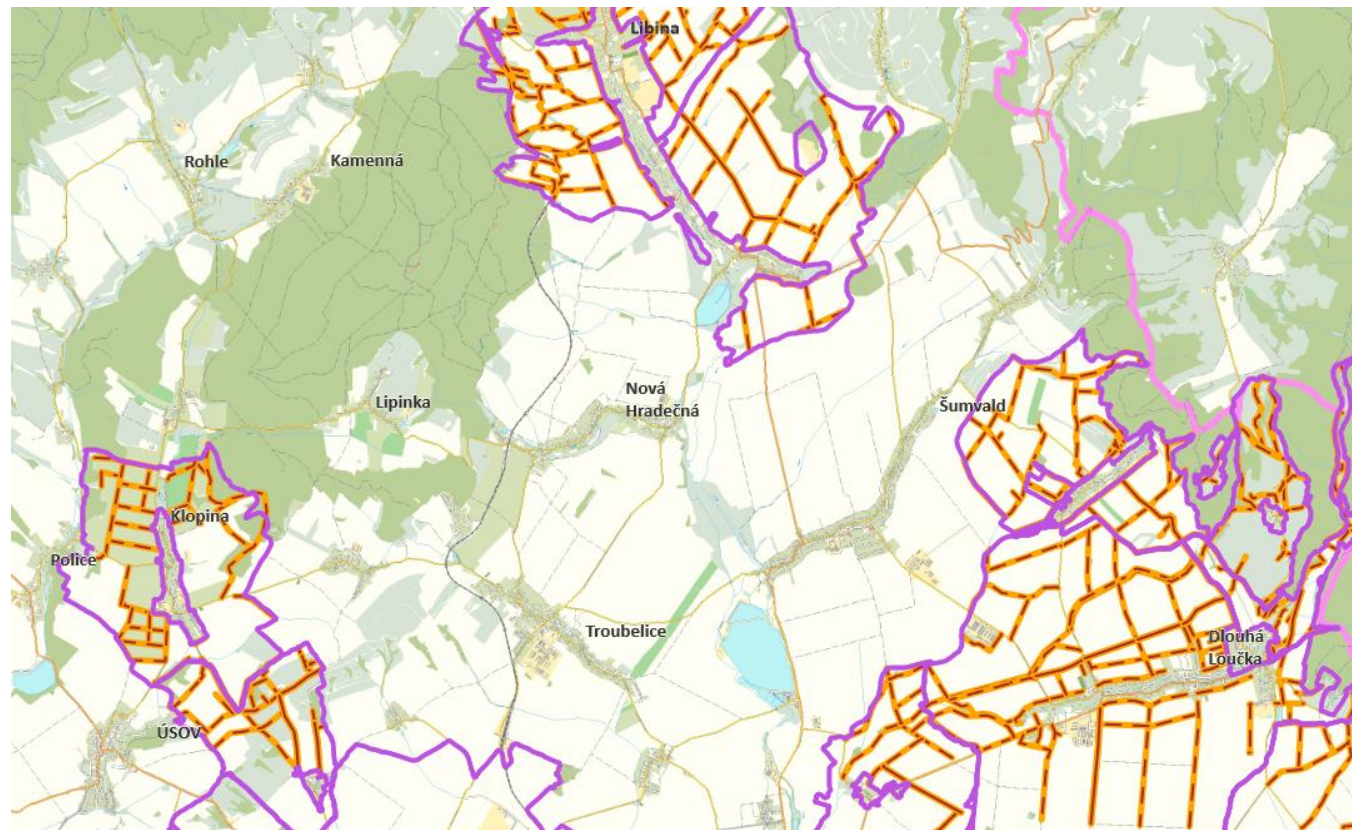 Libina
Rohle
Kamenná
Lipinka
Nová
Hradečná
Šumvald
Klopina
Police
Troubelice
Dlouhá
Loučka
ÚSOV